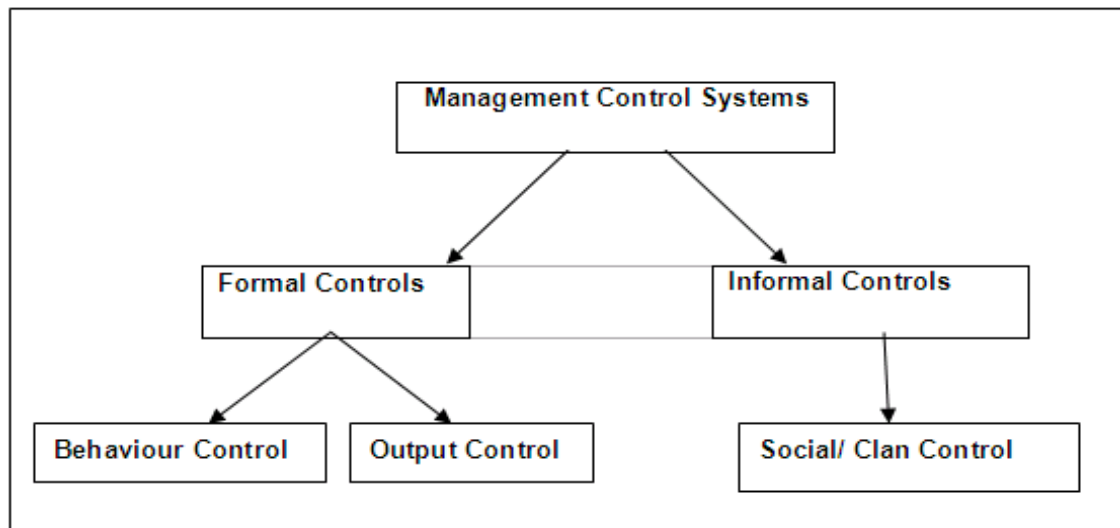 Management Control Systems
Formal Controls
Informal Controls
Behaviour Control
Output Control
Social/ Clan Control